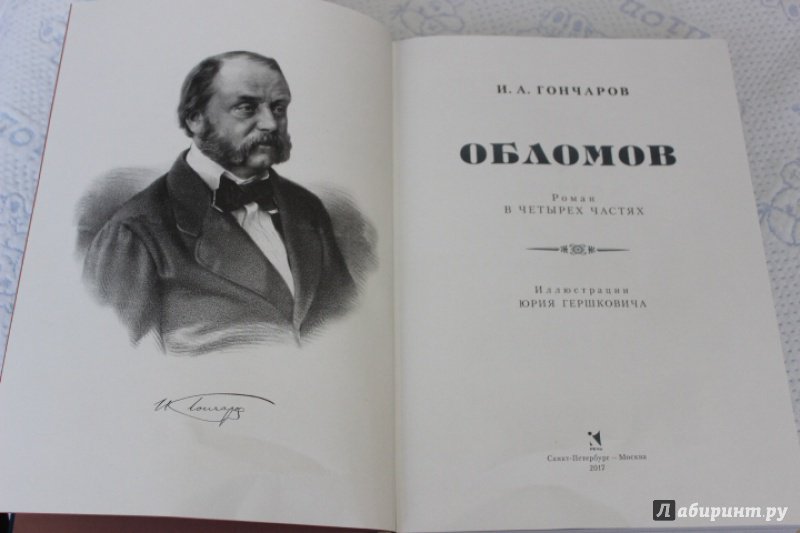 И. А. ГОНЧАРОВ
ОБЛОМОВ
Роман
В ЧЕТЫРЕХ ЧАСТЯХ
Иллюстрации
ЮРИЯ ГЕРШКОВИЧА
Санкт-Петербург – Москва
2017
Лабиринт.ру